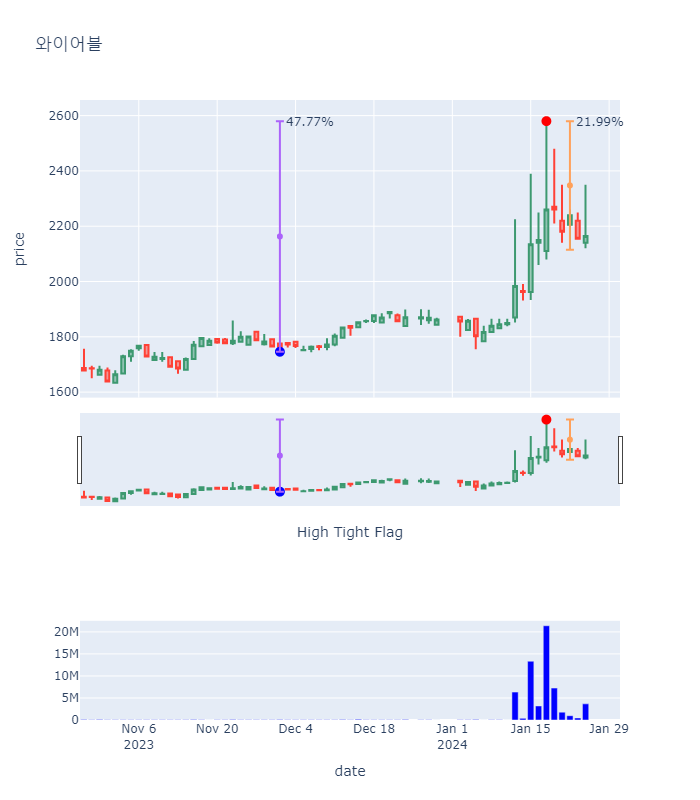 와이어블
2600
2400
2200
2000
1800
1600
price
47.77%
21.99%
High Tight Flag
20M
15M
10M
5M
0
Nov 6
2023
Nov 20
Dec 4
Dec 18
Jan 1
2024
Jan 15
Jan 29
date